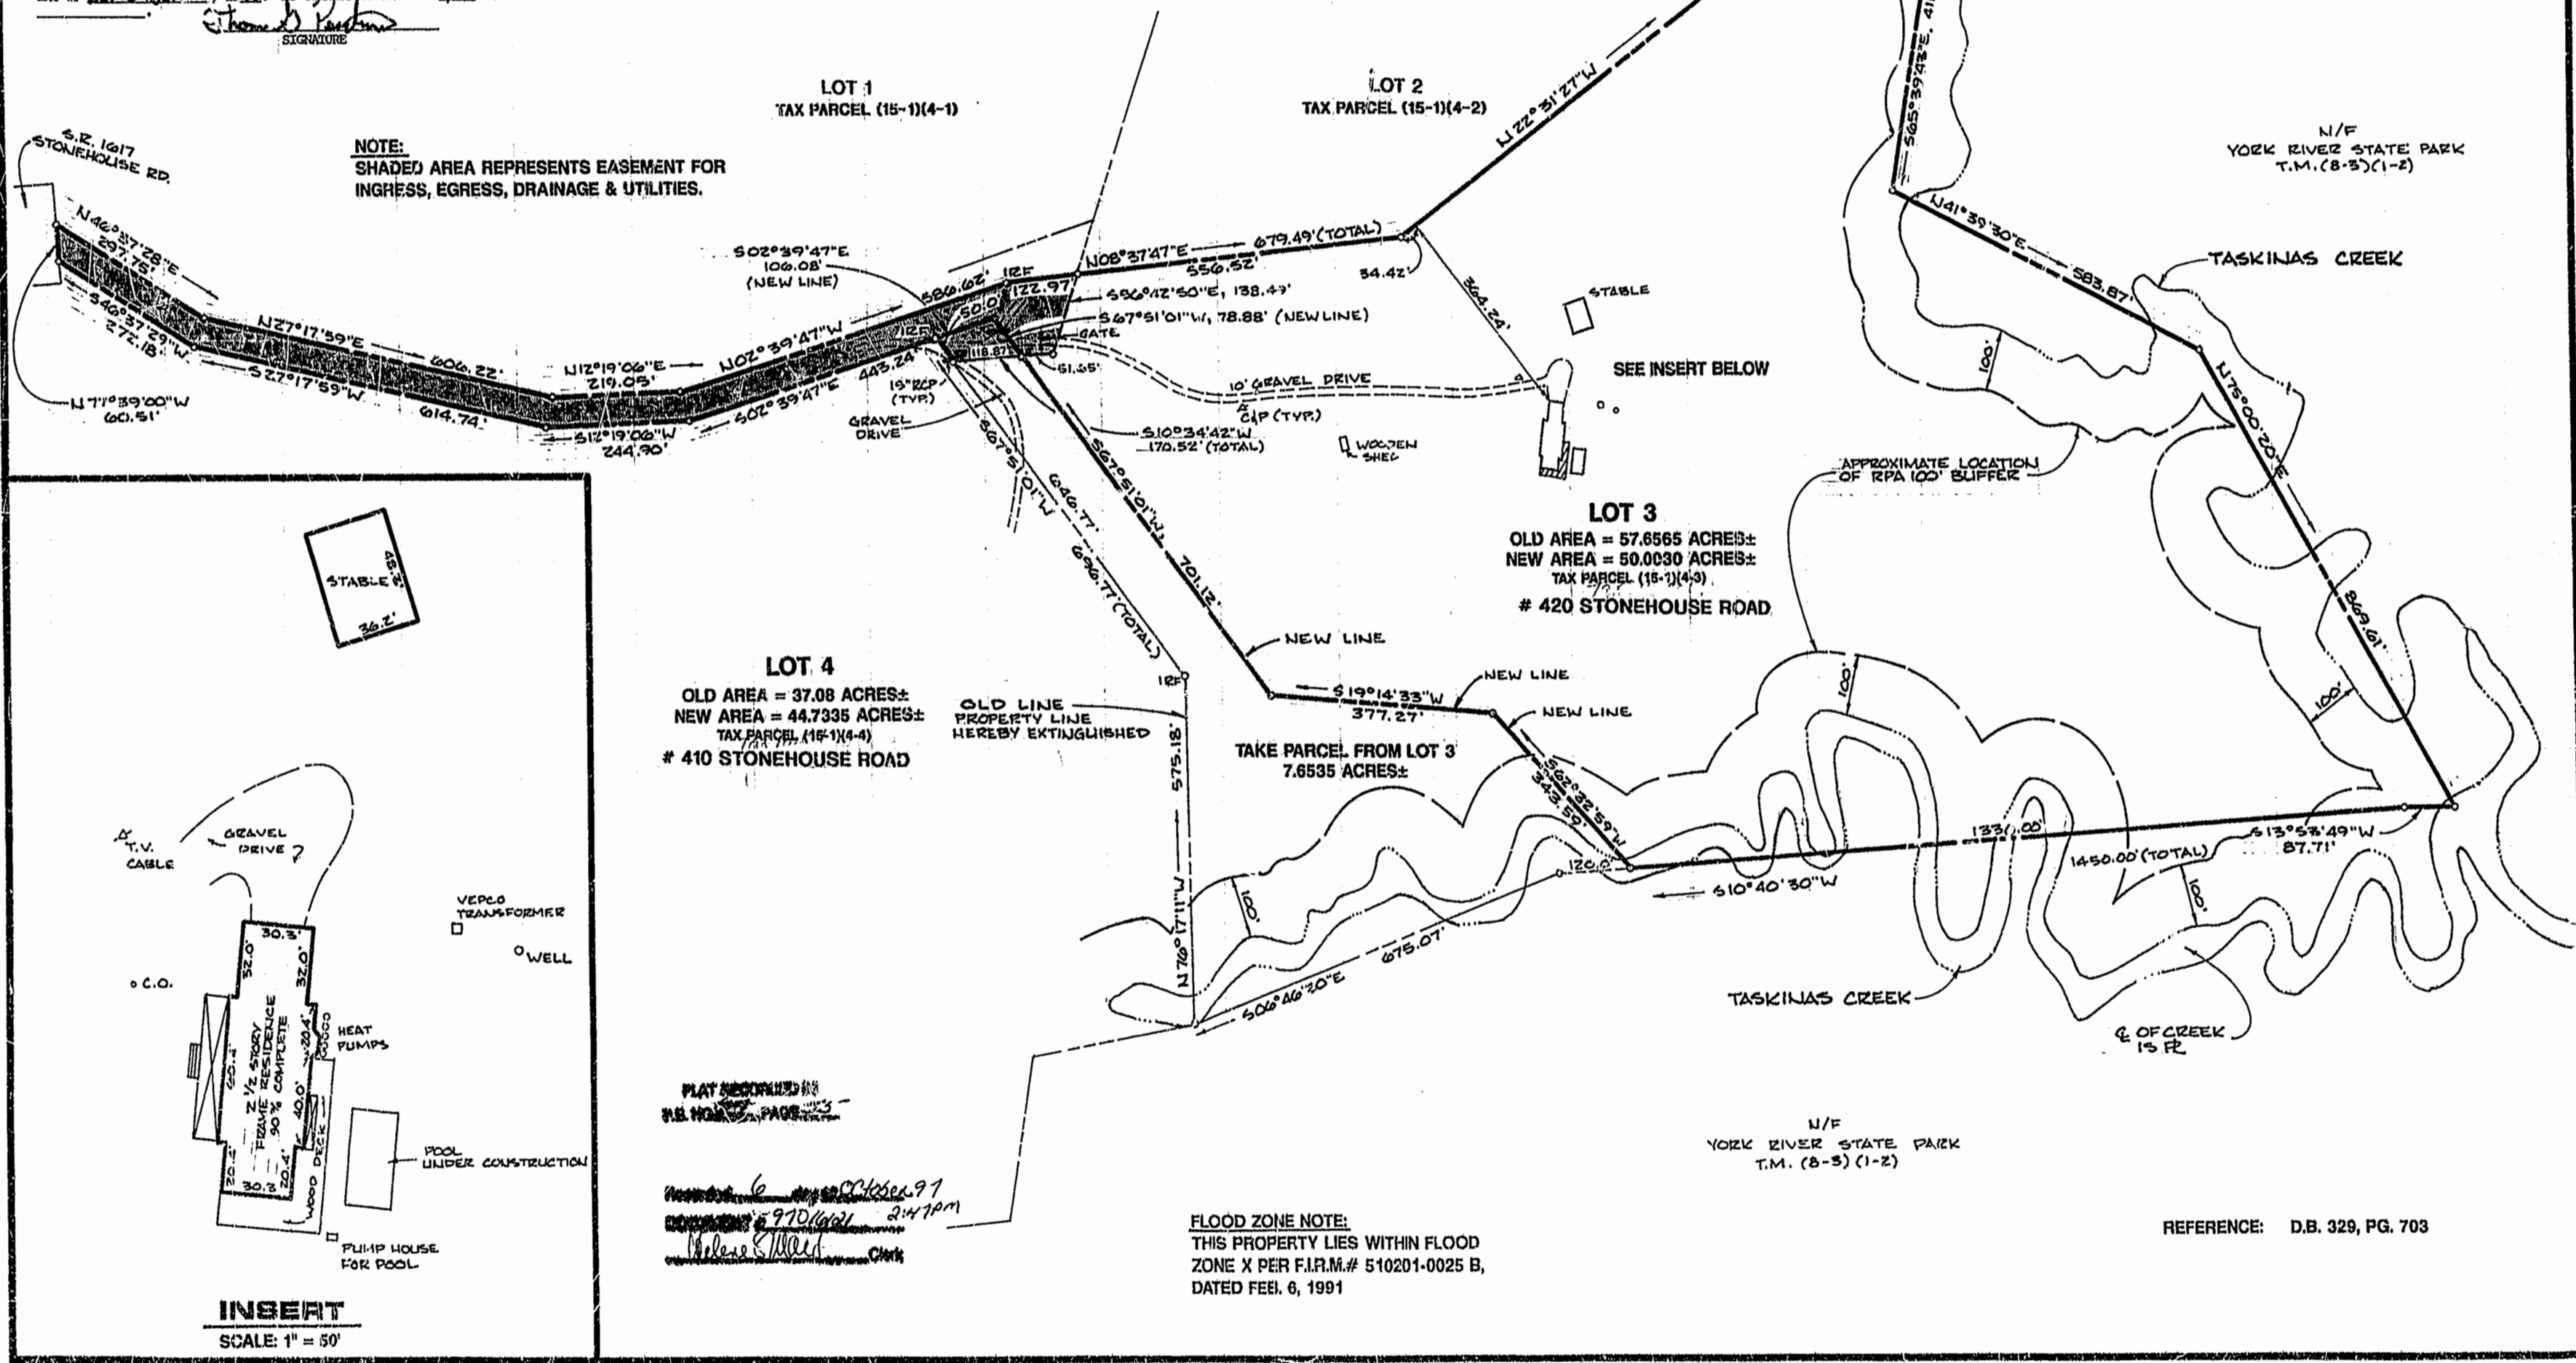 SIGNATURE
LOT 1
TAX PARCEL (15-1)(4-1)
LOT 2
TAX PARCEL (15-1)(4-2)
N 22°31'27"W
S65°39'43"E,
N/F
YORK RIVER STATE PARK
T.M.(8-3)(1-2)
S.R. 1617
STONEHOUSE RD.
NOTE:
SHADED AREA REPRESENTS EASEMENT FOR
INGRESS, EGRESS, DRAINAGE & UTILITIES.
N46°37'28"E
297.75'
S46°37'29"W
272.18'
N77°39'00"W
60.51'
N27°17'59"E
606.22'
S27°17'59"W
614.74'
N12°19'06"E
219.05'
S12°19'06"W
244.90'
N02°39'47"W
586.62'
S02°39'47"E
443.24'
S02°39'47"E
106.08'
(NEW LINE)
IRF
122.97'
50.0'
IRF
118.87'
N08°37'47"E
679.49'(TOTAL)
556.52'
34.42'
364.24'
S56°42'50"E, 138.49'
S67°51'01"W, 78.88' (NEW LINE)
GATE
51.65'
15" RCP
(TYP.)
GRAVEL
DRIVE
10' GRAVEL DRIVE
(TYP.)
S10°34'42"W
170.52' (TOTAL)
WOODEN
SHED
STABLE
SEE INSERT BELOW
N41°39'30"E
583.87'
TASKINAS CREEK
100'
N75°00'02"E
869.61'
100'
APPROXIMATE LOCATION
OF RPA 100' BUFFER
S67°51'01"W
646.77'
696.77'(TOTAL)
S67°51'01"W
701.12'
LOT 3
OLD AREA = 57.6565 ACRES±
NEW AREA = 50.0030 ACRES±
TAX PARCEL (15-1)(4-3)
# 420 STONEHOUSE ROAD
LOT 4
OLD AREA = 37.08 ACRES±
NEW AREA = 44.7335 ACRES±
TAX PARCEL (15-1)(4-4)
# 410 STONEHOUSE ROAD
IRF
OLD LINE
PROPERTY LINE
HEREBY EXTINGUISHED
N76°17'11"W
575.18'
NEW LINE
S19°14'33"W
377.27'
NEW LINE
NEW LINE
S62°32'59"W
343.59'
TAKE PARCEL FROM LOT 3
7.6535 ACRES±
100'
100'
120.0'
S10°40'30"W
1450.00'(TOTAL)
S13°53'49"W
87.71'
100'
S06°46'20"E
675.07'
TASKINAS CREEK
℄ OF CREEK
IS PL
N/F
YORK RIVER STATE PARK
T.M. (8-3)(1-2)
STABLE
36.2'
T.V.
CABLE
GRAVEL
DRIVE
VEPCO
TRANSFORMER
WELL
C.O.
30.3'
32.0'
32.0'
2 1/2 STORY
FRAME RESIDENCE
90% COMPLETE
20.4'
40.0'
20.4'
30.3
HEAT
PUMPS
WOOD DECK
POOL
UNDER CONSTRUCTION
PUMP HOUSE
FOR POOL
INSERT
SCALE: 1" = 50'
PLAT RECORDED IN
P.B. NO. PAGE
6 October 97
2:47PM
Clerk
FLOOD ZONE NOTE:
THIS PROPERTY LIES WITHIN FLOOD
ZONE X PER F.I.R.M.# 510201-0025 B,
DATED FEB. 6, 1991
REFERENCE: D.B. 329, PG. 703